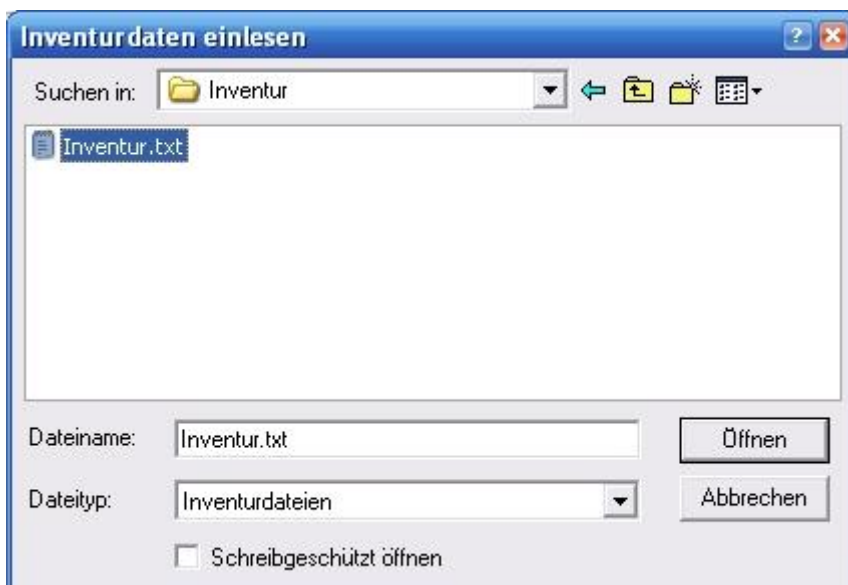 Inventurdaten einlesen
Suchen in: Inventur
Inventur.txt
Dateiname: Inventur.txt Öffnen
Dateityp: Inventurdateien Abbrechen
Schreibgeschützt öffnen